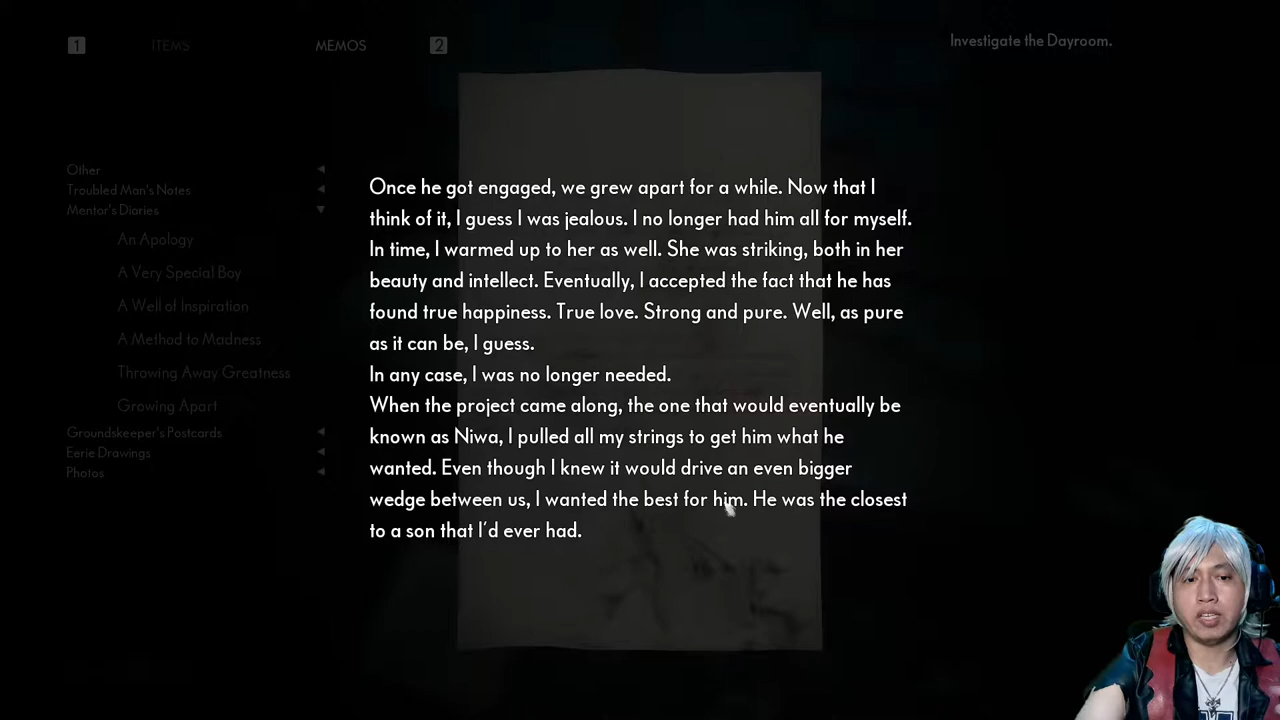 1 ITEMS MEMOS 2
Investigate the Dayroom.
Other
Troubled Man's Notes
Mentor's Diaries
An Apology
A Very Special Boy
A Well of Inspiration
A Method to Madness
Throwing Away Greatness
Growing Apart
Groundskeeper's Postcards
Eerie Drawings
Photos
Once he got engaged, we grew apart for a while. Now that I
think of it, I guess I was jealous. I no longer had him all for myself.
In time, I warmed up to her as well. She was striking, both in her
beauty and intellect. Eventually, I accepted the fact that he has
found true happiness. True love. Strong and pure. Well, as pure
as it can be, I guess.
In any case, I was no longer needed.
When the project came along, the one that would eventually be
known as Niwa, I pulled all my strings to get him what he
wanted. Even though I knew it would drive an even bigger
wedge between us, I wanted the best for him. He was the closest
to a son that I'd ever had.